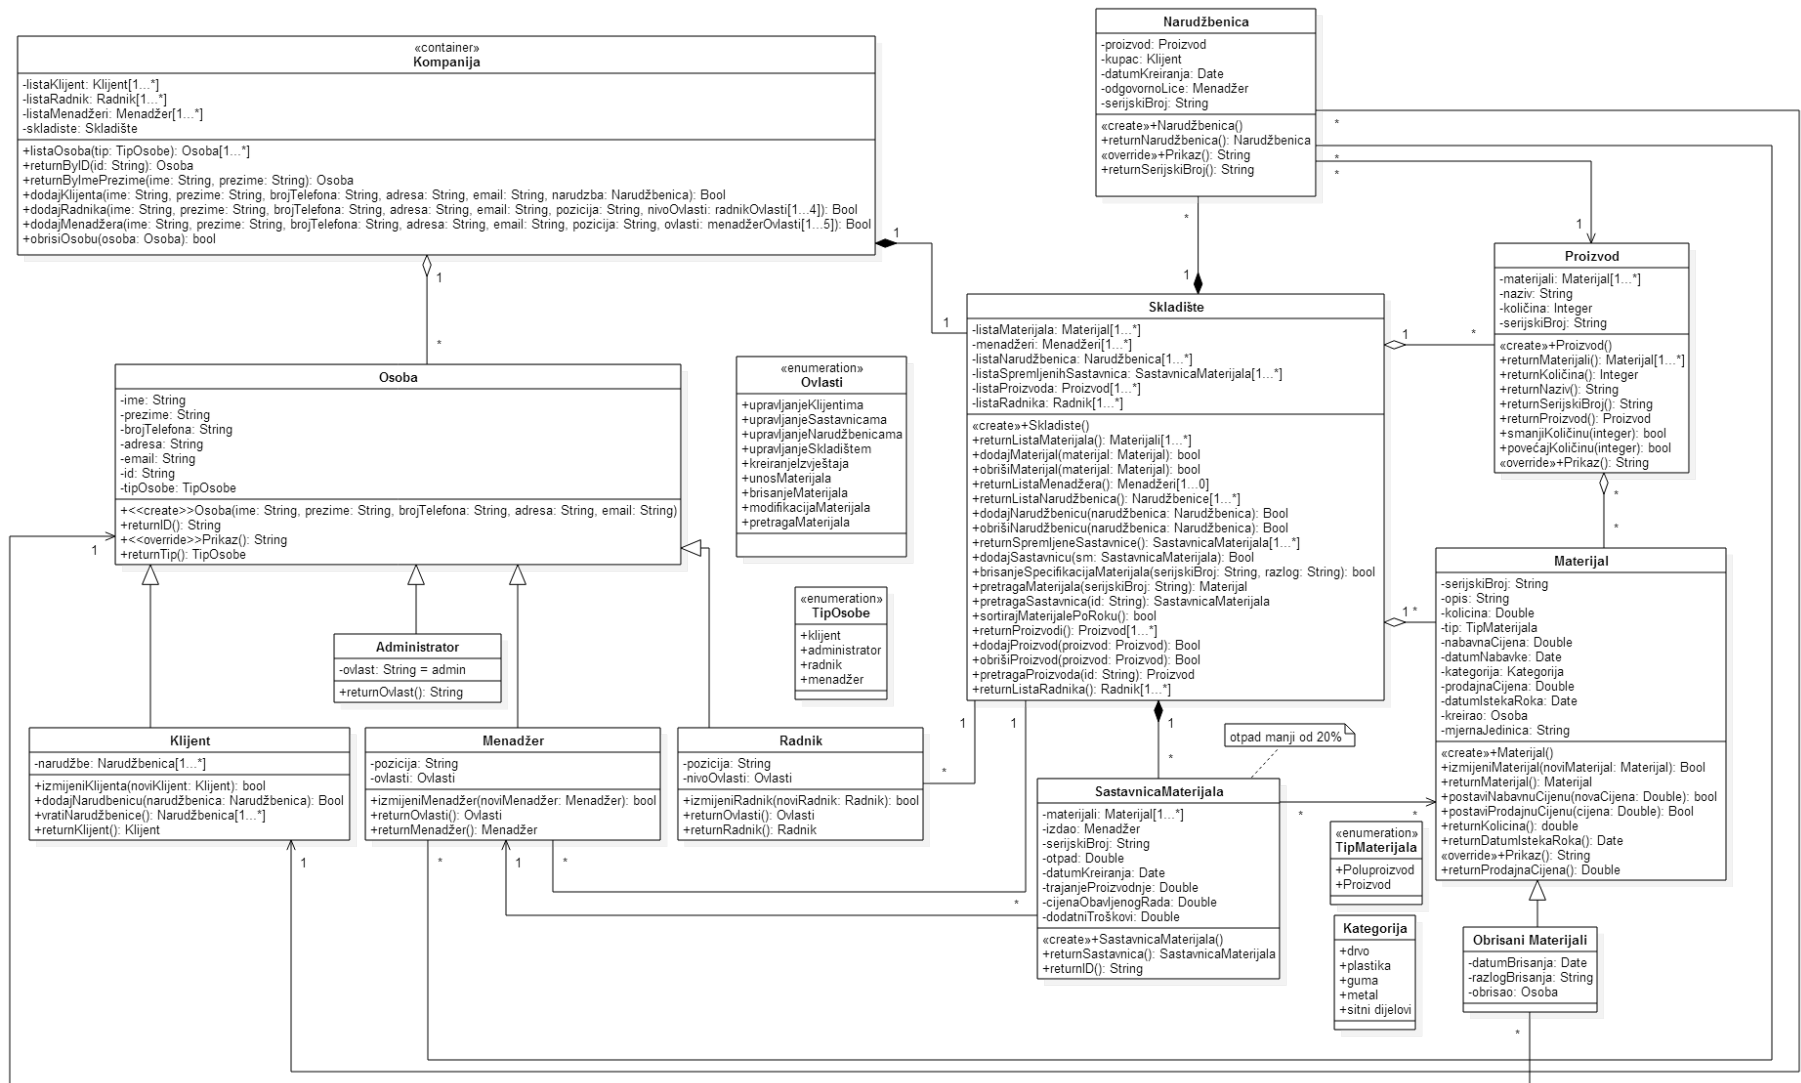 «container»
Kompanija
-listaKlijent: Klijent[1...*]
-listaRadnik: Radnik[1...*]
-listaMenadžeri: Menadžer[1...*]
-skladiste: Skladište
+listaOsoba(tip: TipOsobe): Osoba[1...*]
+returnByID(id: String): Osoba
+returnByImePrezime(ime: String, prezime: String): Osoba
+dodajKlijenta(ime: String, prezime: String, brojTelefona: String, adresa: String, email: String, narudzba: Narudžbenica): Bool
+dodajRadnika(ime: String, prezime: String, brojTelefona: String, adresa: String, email: String, pozicija: String, nivoOvlasti: radnikOvlasti[1...4]): Bool
+dodajMenadžera(ime: String, prezime: String, brojTelefona: String, adresa: String, email: String, pozicija: String, ovlasti: menadžerOvlasti[1...5]): Bool
+obrisiOsobu(osoba: Osoba): bool
1
1
1
*
Narudžbenica
-proizvod: Proizvod
-kupac: Klijent
-datumKreiranja: Date
-odgovornoLice: Menadžer
-serijskiBroj: String
«create»+Narudžbenica()
+returnNarudžbenica(): Narudžbenica
«override»+Prikaz(): String
+returnSerijskiBroj(): String
*
*
*
*
1
1
Proizvod
-materijali: Materijal[1...*]
-naziv: String
-količina: Integer
-serijskiBroj: String
«create»+Proizvod()
+returnMaterijali(): Materijal[1...*]
+returnKoličina(): Integer
+returnNaziv(): String
+returnSerijskiBroj(): String
+returnProizvod(): Proizvod
+smanjiKoličinu(integer): bool
+povećajKoličinu(integer): bool
«override»+Prikaz(): String
1
*
*
*
Skladište
-listaMaterijala: Materijal[1...*]
-menadžeri: Menadžeri[1...*]
-listaNarudžbenica: Narudžbenica[1...*]
-listaSpremljenihSastavnica: SastavnicaMaterijala[1...*]
-listaProizvoda: Proizvod[1...*]
-listaRadnika: Radnik[1...*]
«create»+Skladiste()
+returnListaMaterijala(): Materijali[1...*]
+dodajMaterijal(materijal: Materijal): bool
+obrišiMaterijal(materijal: Materijal): bool
+returnListaMenadžera(): Menadžeri[1...0]
+returnListaNarudžbenica(): Narudžbenice[1...*]
+dodajNarudžbenicu(narudžbenica: Narudžbenica): Bool
+obrišiNarudžbenicu(narudžbenica: Narudžbenica): Bool
+returnSpremljeneSastavnice(): SastavnicaMaterijala[1...*]
+dodajSastavnicu(sm: SastavnicaMaterijala): Bool
+brisanjeSpecifikacijaMaterijala(serijskiBroj: String, razlog: String): bool
+pretragaMaterijala(serijskiBroj: String): Materijal
+pretragaSastavnica(id: String): SastavnicaMaterijala
+sortirajMaterijalePoRoku(): bool
+returnProizvodi(): Proizvod[1...*]
+dodajProizvod(proizvod: Proizvod): Bool
+obrišiProizvod(proizvod: Proizvod): Bool
+pretragaProizvoda(id: String): Proizvod
+returnListaRadnika(): Radnik[1...*]
1 *
1
1
1
*
Osoba
-ime: String
-prezime: String
-brojTelefona: String
-adresa: String
-email: String
-id: String
-tipOsobe: TipOsobe
+<<create>>Osoba(ime: String, prezime: String, brojTelefona: String, adresa: String, email: String)
+returnID(): String
+<<override>>Prikaz(): String
+returnTip(): TipOsobe
1
«enumeration»
Ovlasti
+upravljanjeKlijentima
+upravljanjeSastavnicama
+upravljanjeNarudžbenicama
+upravljanjeSkladištem
+kreiranjeIzvještaja
+unosMaterijala
+brisanjeMaterijala
+modifikacijaMaterijala
+pretragaMaterijala
«enumeration»
TipOsobe
+klijent
+administrator
+radnik
+menadžer
Administrator
-ovlast: String = admin
+returnOvlast(): String
Klijent
-narudžbe: Narudžbenica[1...*]
+izmijeniKlijenta(noviKlijent: Klijent): bool
+dodajNarudbenicu(narudžbenica: Narudžbenica): Bool
+vratiNarudžbenice(): Narudžbenica[1...*]
+returnKlijent(): Klijent
1
Menadžer
-pozicija: String
-ovlasti: Ovlasti
+izmijeniMenadžer(noviMenadžer: Menadžer): bool
+returnOvlasti(): Ovlasti
+returnMenadžer(): Menadžer
*
1
*
Radnik
-pozicija: String
-nivoOvlasti: Ovlasti
+izmijeniRadnik(noviRadnik: Radnik): bool
+returnOvlasti(): Ovlasti
+returnRadnik(): Radnik
*
otpad manji od 20%
SastavnicaMaterijala
-materijali: Materijal[1...*]
-izdao: Menadžer
-serijskiBroj: String
-otpad: Double
-datumKreiranja: Date
-trajanjeProizvodnje: Double
-cijenaObavljenogRada: Double
-dodatniTroškovi: Double
«create»+SastavnicaMaterijala()
+returnSastavnica(): SastavnicaMaterijala
+returnID(): String
*
*
*
Materijal
-serijskiBroj: String
-opis: String
-kolicina: Double
-tip: TipMaterijala
-nabavnaCijena: Double
-datumNabavke: Date
-kategorija: Kategorija
-prodajnaCijena: Double
-datumIstekaRoka: Date
-kreirao: Osoba
-mjernaJedinica: String
«create»+Materijal()
+izmijeniMaterijal(noviMaterijal: Materijal): Bool
+returnMaterijal(): Materijal
+postaviNabavnuCijenu(novaCijena: Double): bool
+postaviProdajnuCijenu(cijena: Double): Bool
+returnKolicina(): double
+returnDatumIstekaRoka(): Date
«override»+Prikaz(): String
+returnProdajnaCijena(): Double
«enumeration»
TipMaterijala
+Poluproizvod
+Proizvod
Kategorija
+drvo
+plastika
+guma
+metal
+sitni dijelovi
Obrisani Materijali
-datumBrisanja: Date
-razlogBrisanja: String
-obrisao: Osoba
*